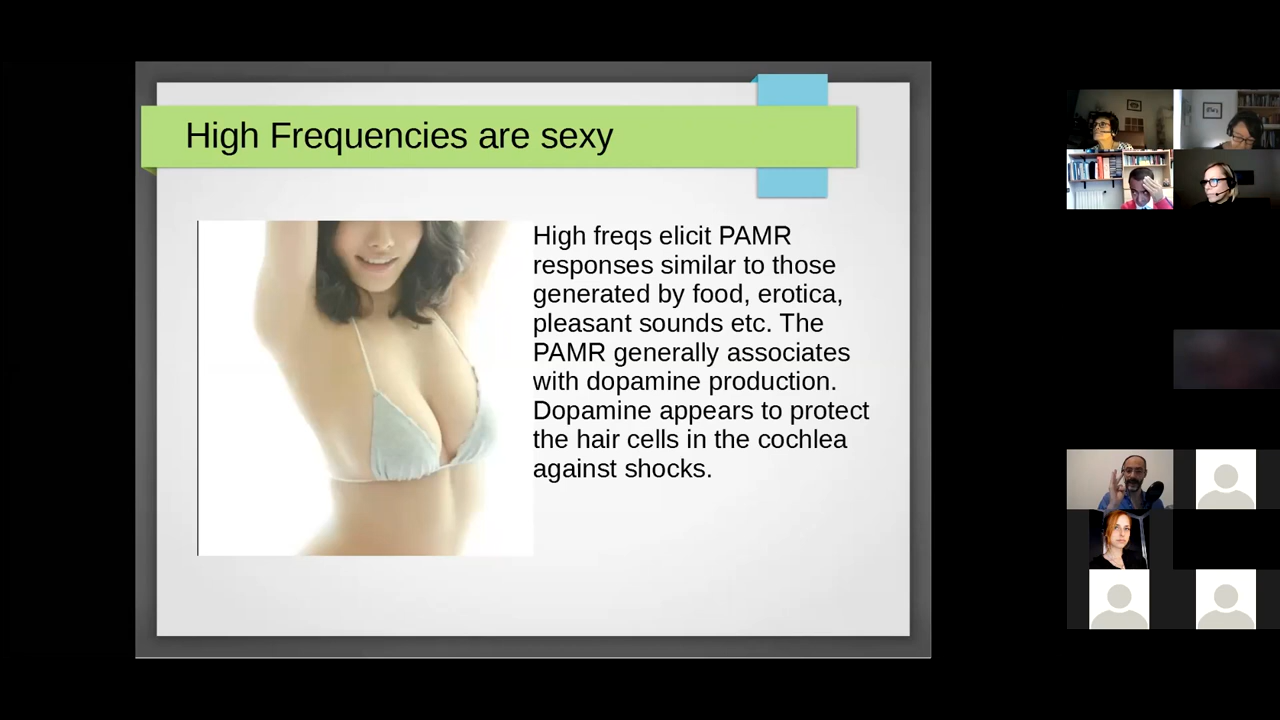 High Frequencies are sexy
High freqs elicit PAMR
responses similar to those
generated by food, erotica,
pleasant sounds etc. The
PAMR generally associates
with dopamine production.
Dopamine appears to protect
the hair cells in the cochlea
against shocks.